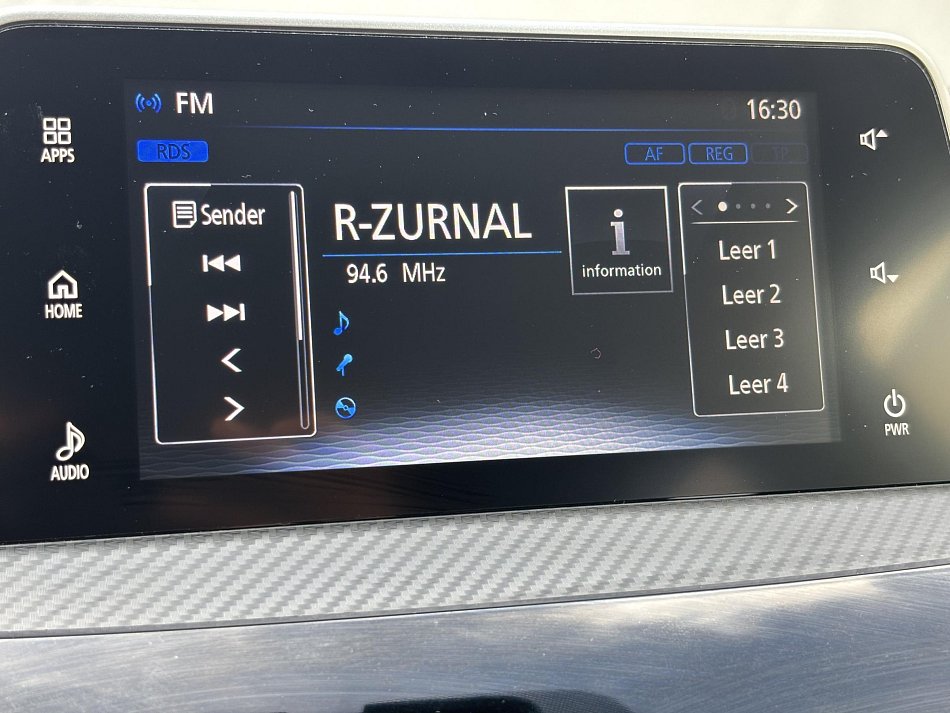 FM
16:30
RDS
AF REG TP
APPS
HOME
AUDIO
Sender
R-ZURNAL
94.6 MHz
i
information
Leer 1
Leer 2
Leer 3
Leer 4
PWR